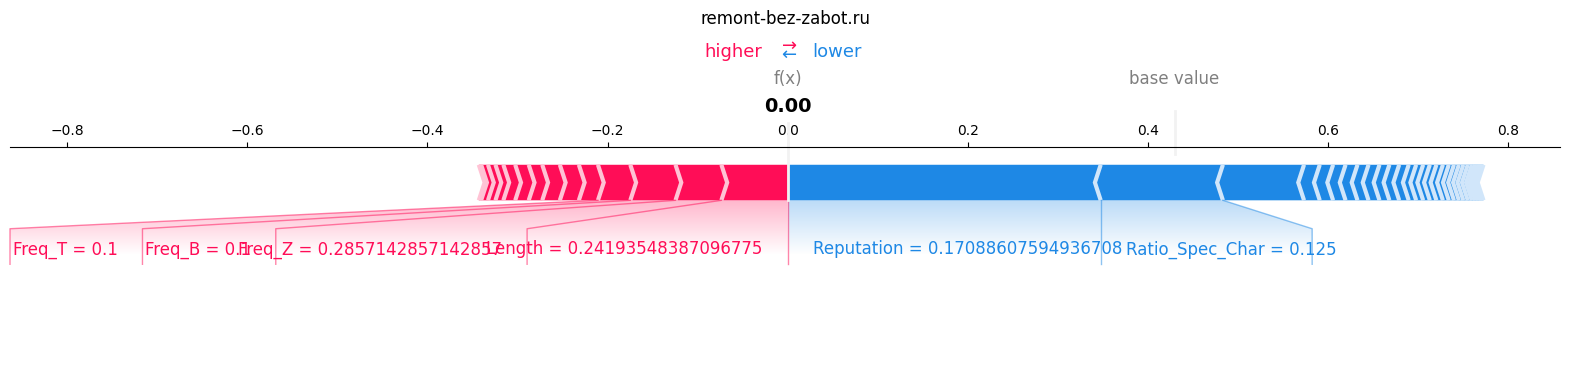 remont-bez-zabot.ru
higher ⇄ lower
f(x) base value
0.00
−0.8 −0.6 −0.4 −0.2 0.0 0.2 0.4 0.6 0.8
Freq_T = 0.1 Freq_B = 0.1 Freq_Z = 0.2857142857142857 Length = 0.24193548387096775 Reputation = 0.17088607594936708 Ratio_Spec_Char = 0.125